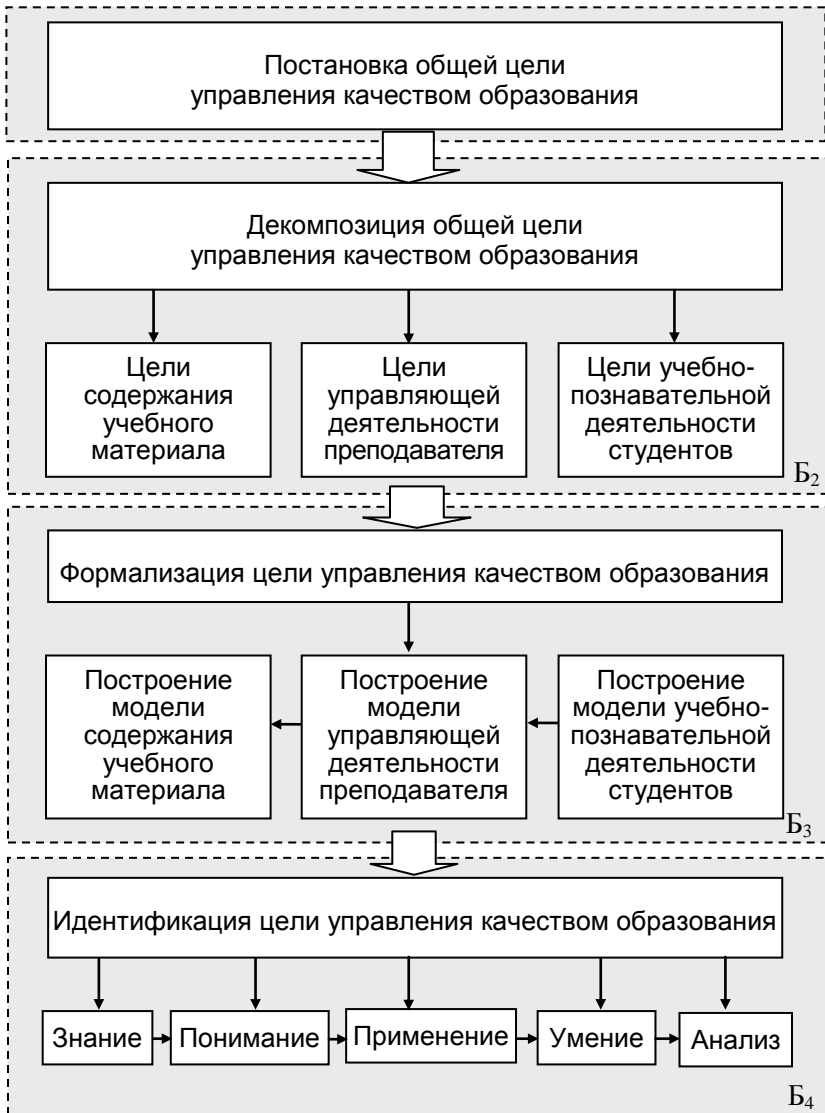 Постановка общей цели
управления качеством образования
Декомпозиция общей цели
управления качеством образования
Цели
содержания
учебного
материала
Цели
управляющей
деятельности
преподавателя
Цели учебно-
познавательной
деятельности
студентов
Б₂
Формализация цели управления качеством образования
Построение
модели
содержания
учебного
материала
Построение
модели
управляющей
деятельности
преподавателя
Построение
модели учебно-
познавательной
деятельности
студентов
Б₃
Идентификация цели управления качеством образования
Знание
Понимание
Применение
Умение
Анализ
Б₄